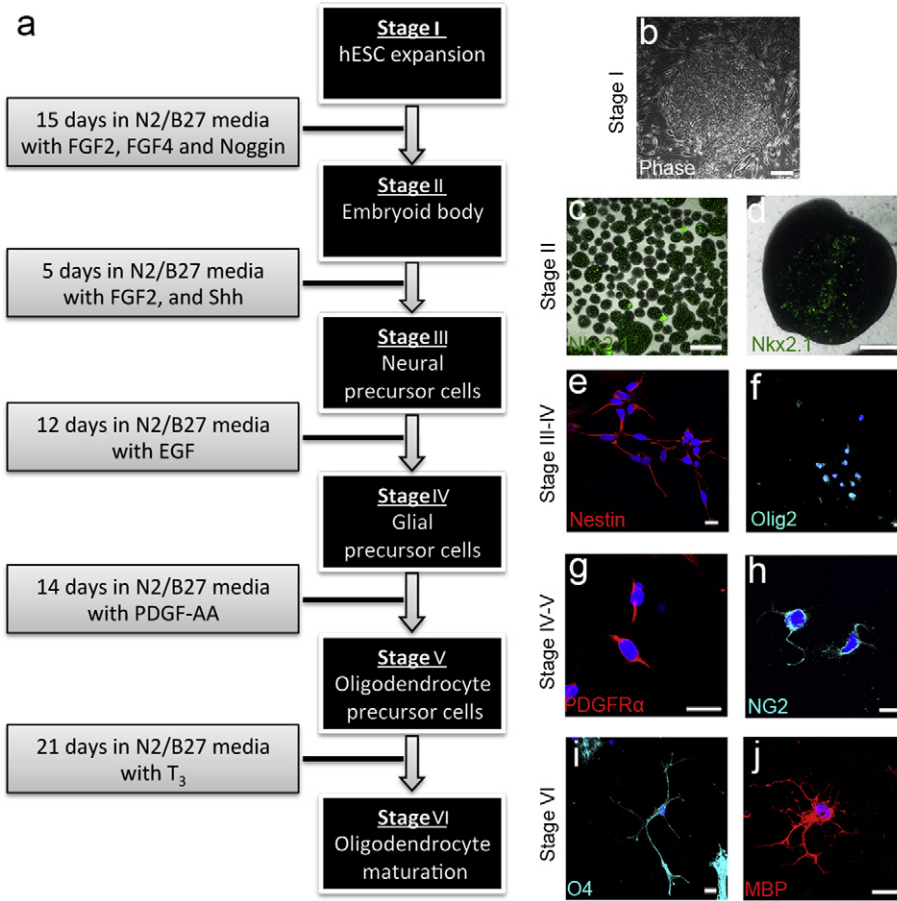 a
Stage I
hESC expansion
15 days in N2/B27 media
with FGF2, FGF4 and Noggin
Stage II
Embryoid body
5 days in N2/B27 media
with FGF2, and Shh
Stage III
Neural
precursor cells
12 days in N2/B27 media
with EGF
Stage IV
Glial
precursor cells
14 days in N2/B27 media
with PDGF-AA
Stage V
Oligodendrocyte
precursor cells
21 days in N2/B27 media
with T₃
Stage VI
Oligodendrocyte
maturation
Stage I
b
Phase
Stage II
c
Nkx2.1
d
Nkx2.1
Stage III-IV
e
Nestin
f
Olig2
Stage IV-V
g
PDGFRα
h
NG2
Stage VI
i
O4
j
MBP